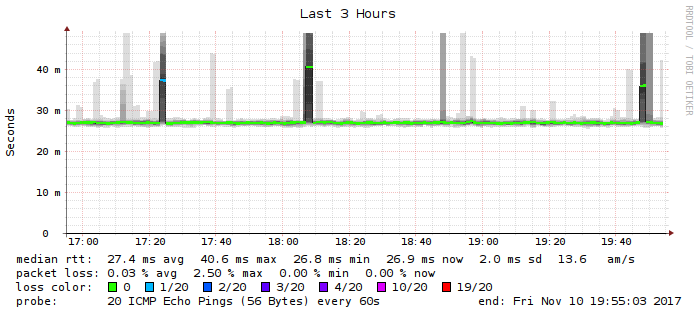 Last 3 Hours
RRDTOOL / TOBI OETIKER
Seconds
40 m
30 m
20 m
10 m
0
17:00 17:20 17:40 18:00 18:20 18:40 19:00 19:20 19:40
median rtt: 27.4 ms avg 40.6 ms max 26.8 ms min 26.9 ms now 2.0 ms sd 13.6 am/s
packet loss: 0.03 % avg 2.50 % max 0.00 % min 0.00 % now
loss color: 0 1/20 2/20 3/20 4/20 10/20 19/20
probe: 20 ICMP Echo Pings (56 Bytes) every 60s end: Fri Nov 10 19:55:03 2017